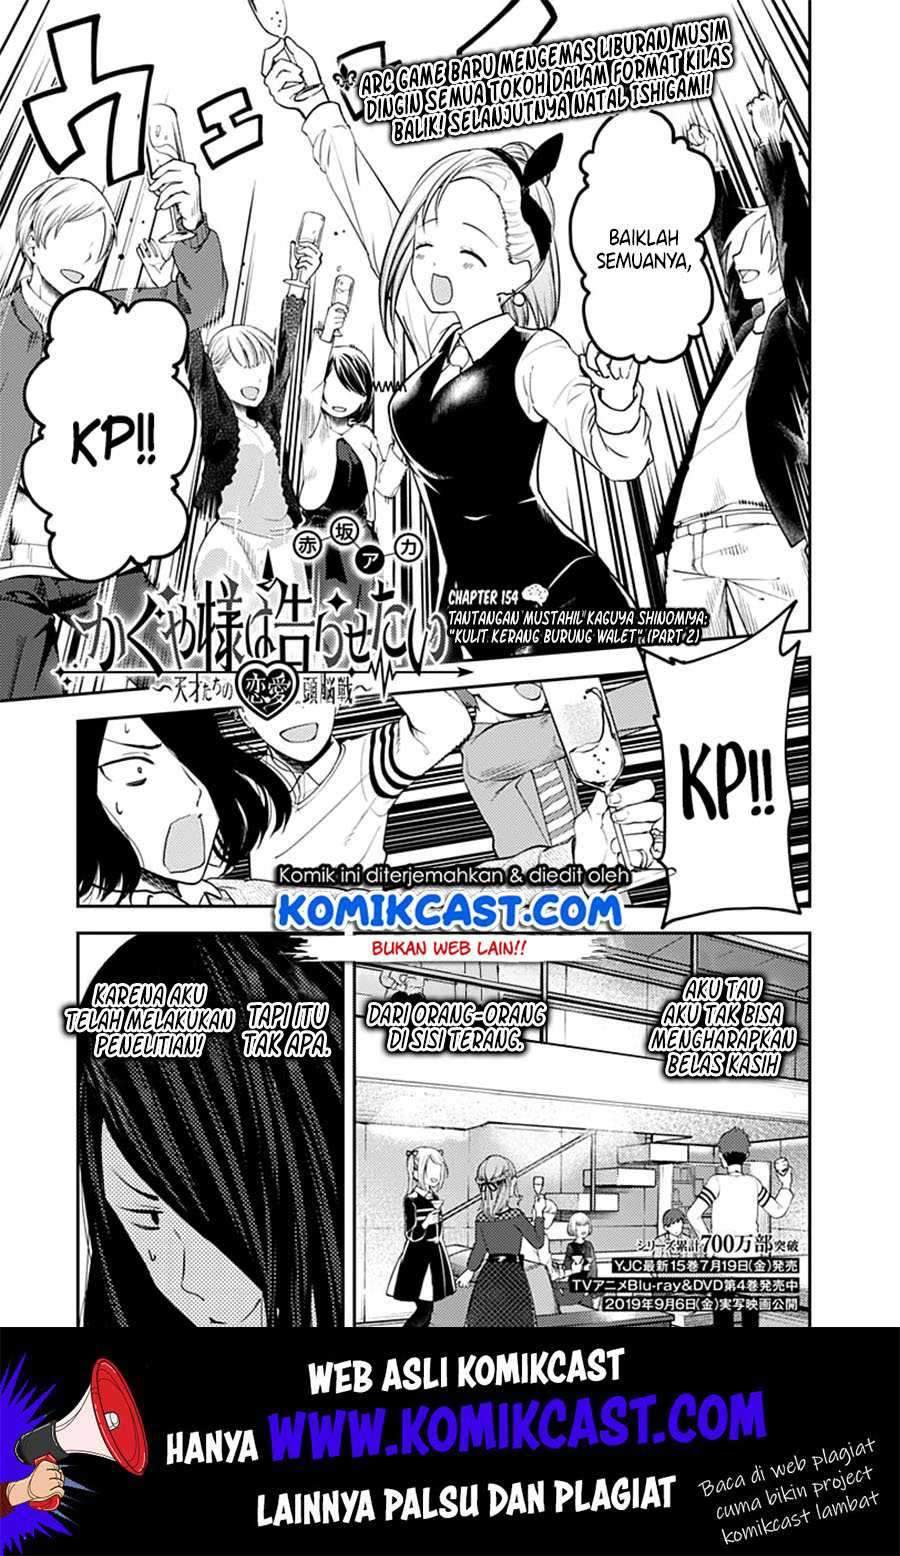 ウェーイ
ARC GAME BARU MENGEMAS LIBURAN MUSIM
DINGIN SEMUA TOKOH DALAM FORMAT KILAS
BALIK! SELANJUTNYA NATAL ISHIGAMI!
BAIKLAH
SEMUANYA,
KP!!
赤坂アカ
かぐや様は告らせたい
～天才たちの恋愛頭脳戦～
CHAPTER 154
TANTANGAN MUSTAHIL" KAGUYA SHINOMIYA:
"KULIT KERANG BURUNG WALET". (PART 2)
KP!!
Komik ini diterjemahkan & diedit oleh
KOMIKCAST.COM
BUKAN WEB LAIN!!
AKU TAU
AKU TAK BISA
MENGHARAPKAN
BELAS KASIH
DARI ORANG-ORANG
DI SISI TERANG.
TAPI ITU
TAK APA.
KARENA AKU
TELAH MELAKUKAN
PENELITIAN!
シリーズ累計700万部突破
YJC最新15巻7月19日(金)発売
TVアニメBlu-ray&DVD第4巻発売中
2019年9月6日(金)実写映画公開
WEB ASLI KOMIKCAST
HANYA WWW.KOMIKCAST.COM
LAINNYA PALSU DAN PLAGIAT
Baca di web plagiat
cuma bikin project
komikcast lambat